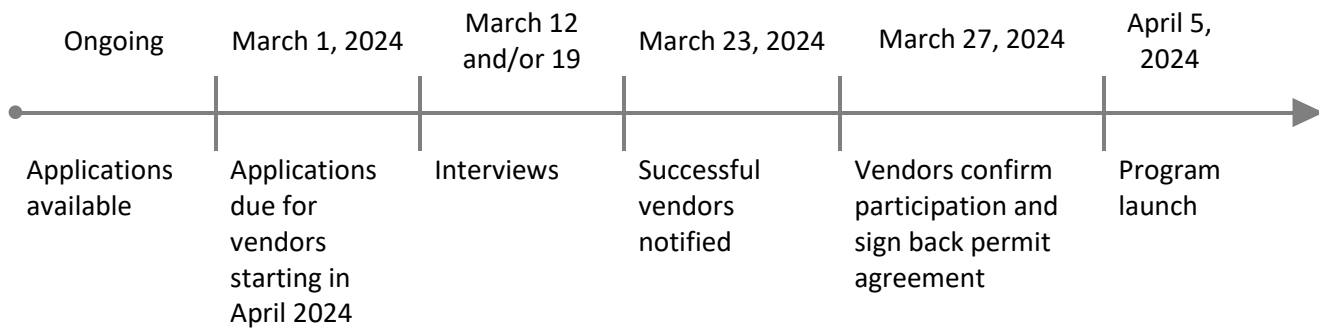 Ongoing
March 1, 2024
March 12
and/or 19
March 23, 2024
March 27, 2024
April 5,
2024
Applications
available
Applications
due for
vendors
starting in
April 2024
Interviews
Successful
vendors
notified
Vendors confirm
participation and
sign back permit
agreement
Program
launch